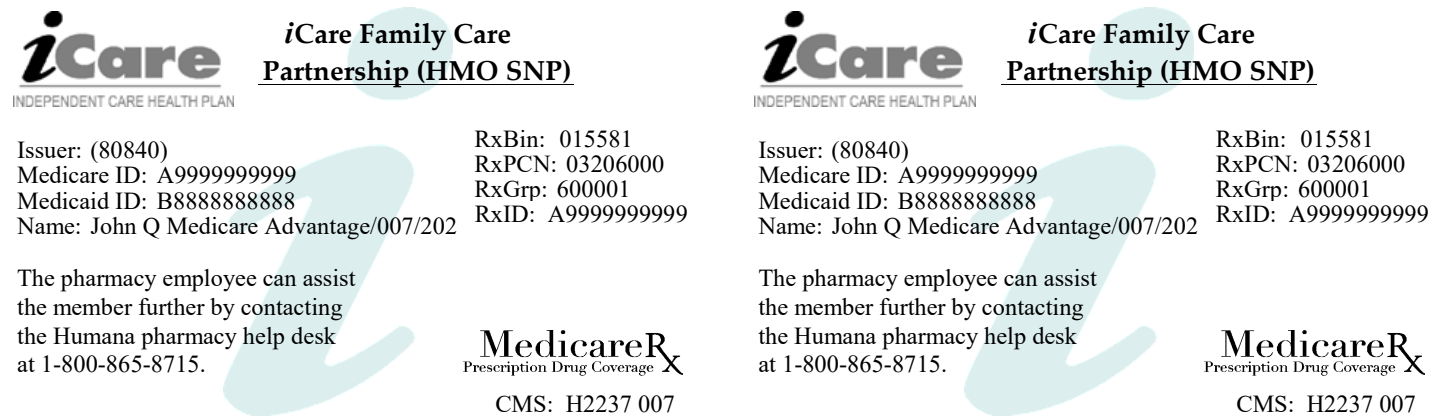 iCare
INDEPENDENT CARE HEALTH PLAN
iCare Family Care
Partnership (HMO SNP)
Issuer: (80840)
Medicare ID: A9999999999
Medicaid ID: B8888888888
Name: John Q Medicare Advantage/007/202
RxBin: 015581
RxPCN: 03206000
RxGrp: 600001
RxID: A9999999999
The pharmacy employee can assist
the member further by contacting
the Humana pharmacy help desk
at 1-800-865-8715.
MedicareRx
Prescription Drug Coverage
CMS: H2237 007
iCare
INDEPENDENT CARE HEALTH PLAN
iCare Family Care
Partnership (HMO SNP)
Issuer: (80840)
Medicare ID: A9999999999
Medicaid ID: B8888888888
Name: John Q Medicare Advantage/007/202
RxBin: 015581
RxPCN: 03206000
RxGrp: 600001
RxID: A9999999999
The pharmacy employee can assist
the member further by contacting
the Humana pharmacy help desk
at 1-800-865-8715.
MedicareRx
Prescription Drug Coverage
CMS: H2237 007